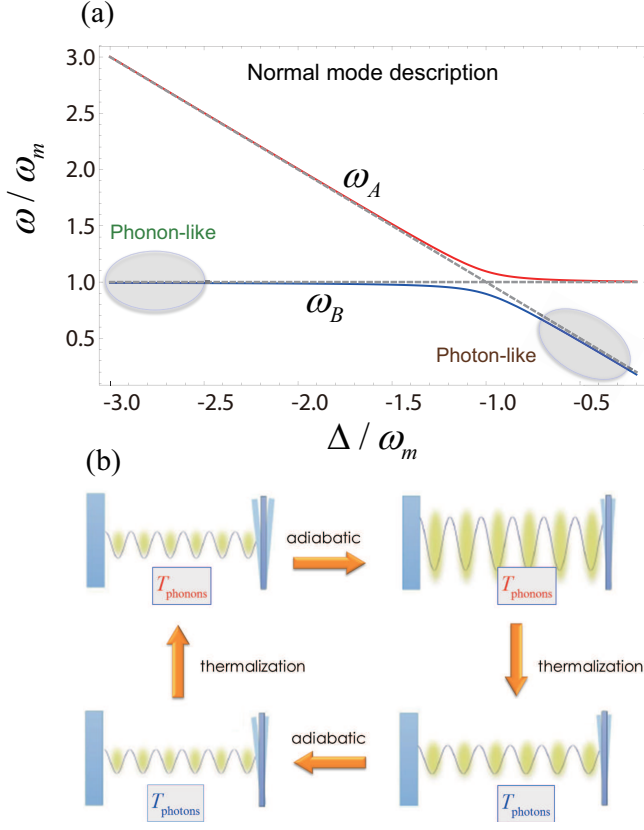 (a)
Normal mode description
3.0
2.5
2.0
1.5
1.0
0.5
ω / ω_m
ω_A
Phonon-like
ω_B
Photon-like
-3.0 -2.5 -2.0 -1.5 -1.0 -0.5
Δ / ω_m
(b)
adiabatic
T_phonons
T_phonons
thermalization
thermalization
adiabatic
T_photons
T_photons